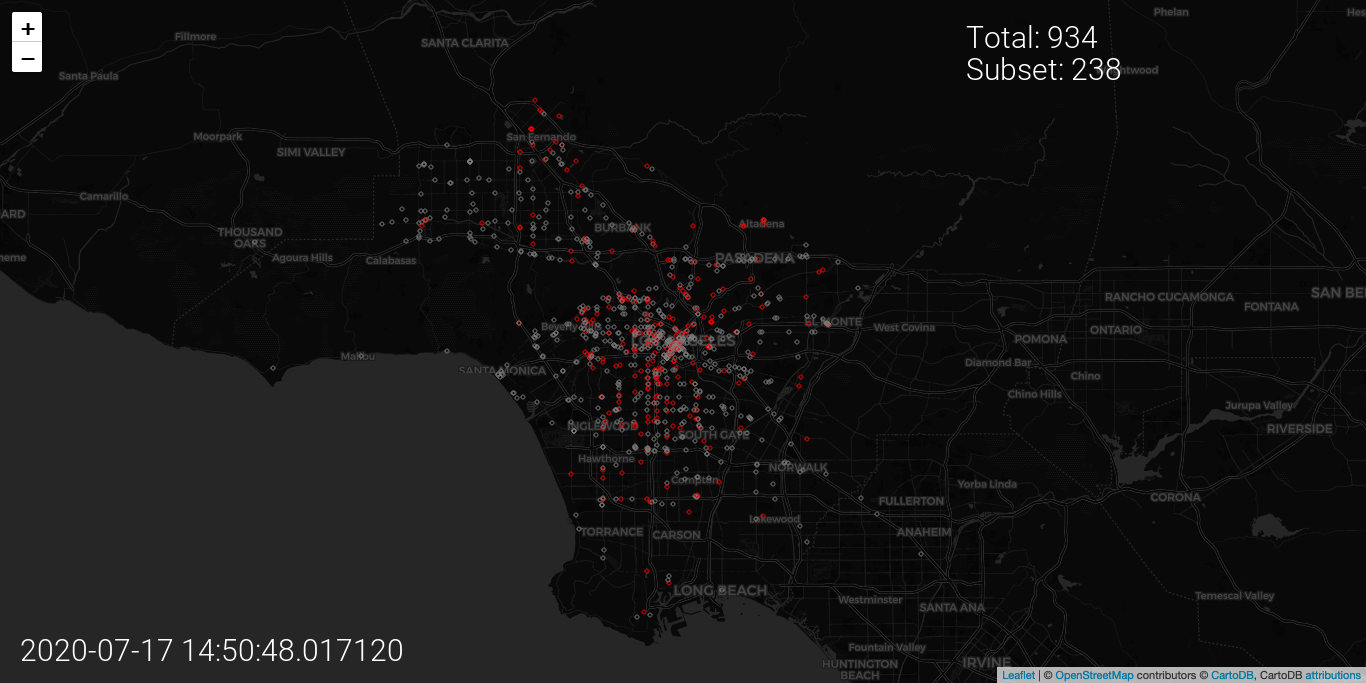 +
−
Total: 934
Subset: 238
Phelan
Hes
Fillmore
SANTA CLARITA
Santa Paula
Wrightwood
Moorpark
San Fernando
SIMI VALLEY
Camarillo
ARD
THOUSAND
OAKS
BURBANK
Altadena
Agoura Hills
Calabasas
PASADENA
heme
RANCHO CUCAMONGA
FONTANA
SAN BE
EL MONTE
West Covina
ONTARIO
POMONA
LOS ANGELES
Malibu
SANTA MONICA
Diamond Bar
Chino
Chino Hills
Jurupa Valley
RIVERSIDE
INGLEWOOD
SOUTH GATE
Hawthorne
NORWALK
Compton
Yorba Linda
FULLERTON
CORONA
Lakewood
TORRANCE
CARSON
ANAHEIM
LONG BEACH
Westminster
SANTA ANA
Temescal Valley
Fountain Valley
HUNTINGTON
BEACH
IRVINE
2020-07-17 14:50:48.017120
Leaflet | © OpenStreetMap contributors © CartoDB, CartoDB attributions